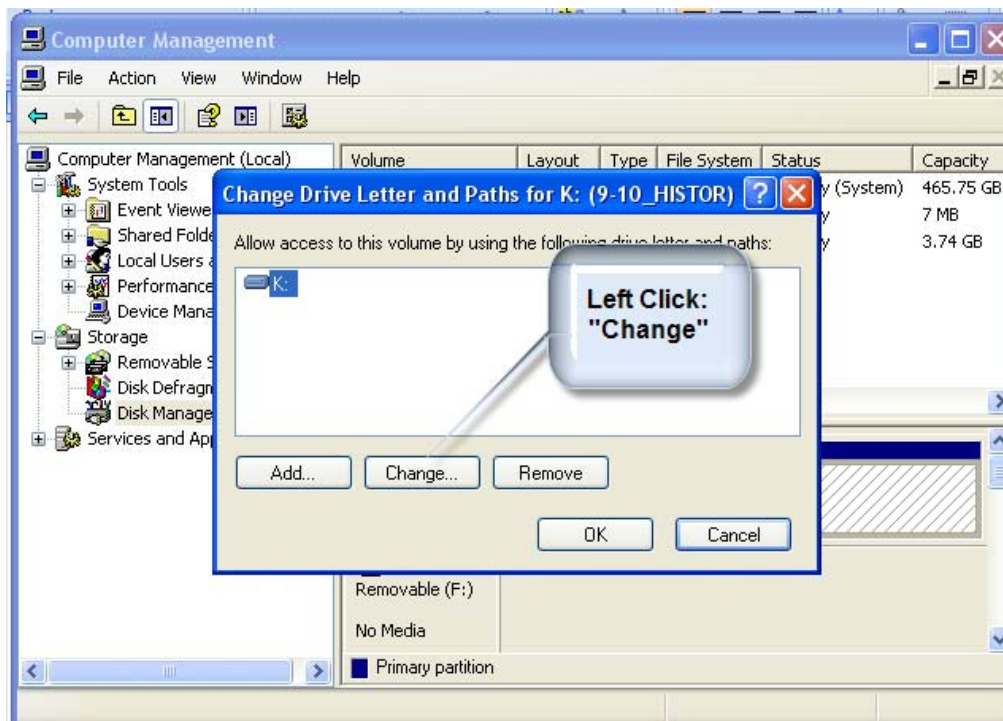 Computer Management
File Action View Window Help
Computer Management (Local)
Volume Layout Type File System Status Capacity
System Tools
(System) 465.75 GB
Change Drive Letter and Paths for K: (9-10_HISTOR)
Event Viewe
7 MB
Shared Folde
Allow access to this volume by using the following drive letter and paths:
3.74 GB
Local Users
K:
Left Click:
"Change"
Performance
Device Mana
Storage
Removable S
Disk Defragn
Disk Manage
Services and Ap
Add... Change... Remove
OK Cancel
Removable (F:)
No Media
Primary partition